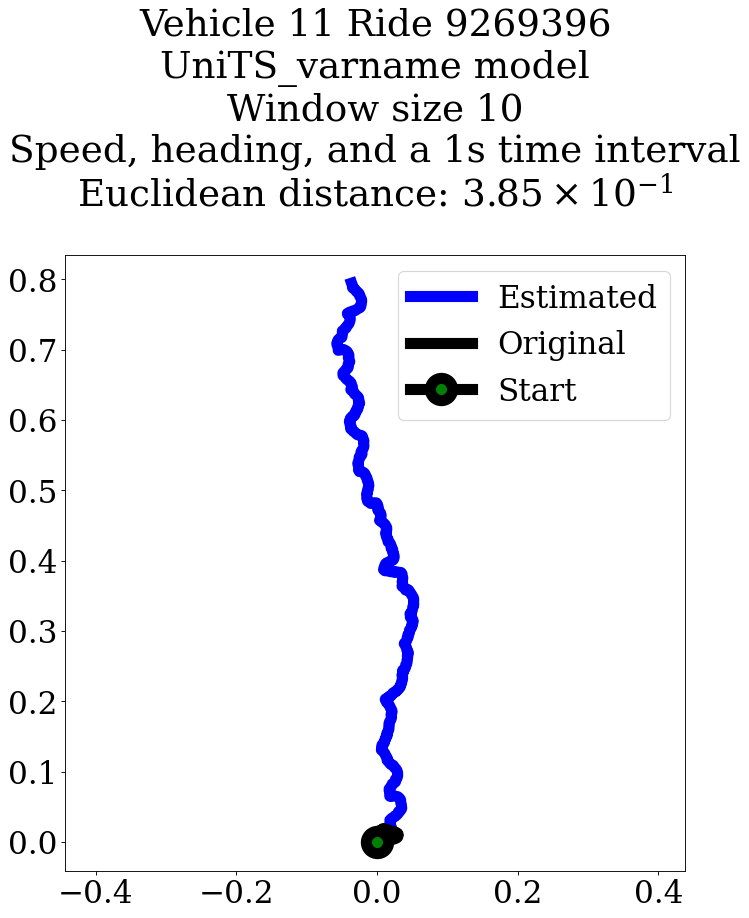 Vehicle 11 Ride 9269396
UniTS_varname model
Window size 10
Speed, heading, and a 1s time interval
Euclidean distance: 3.85 × 10⁻¹
Estimated
Original
Start
0.8
0.7
0.6
0.5
0.4
0.3
0.2
0.1
0.0
−0.4 −0.2 0.0 0.2 0.4